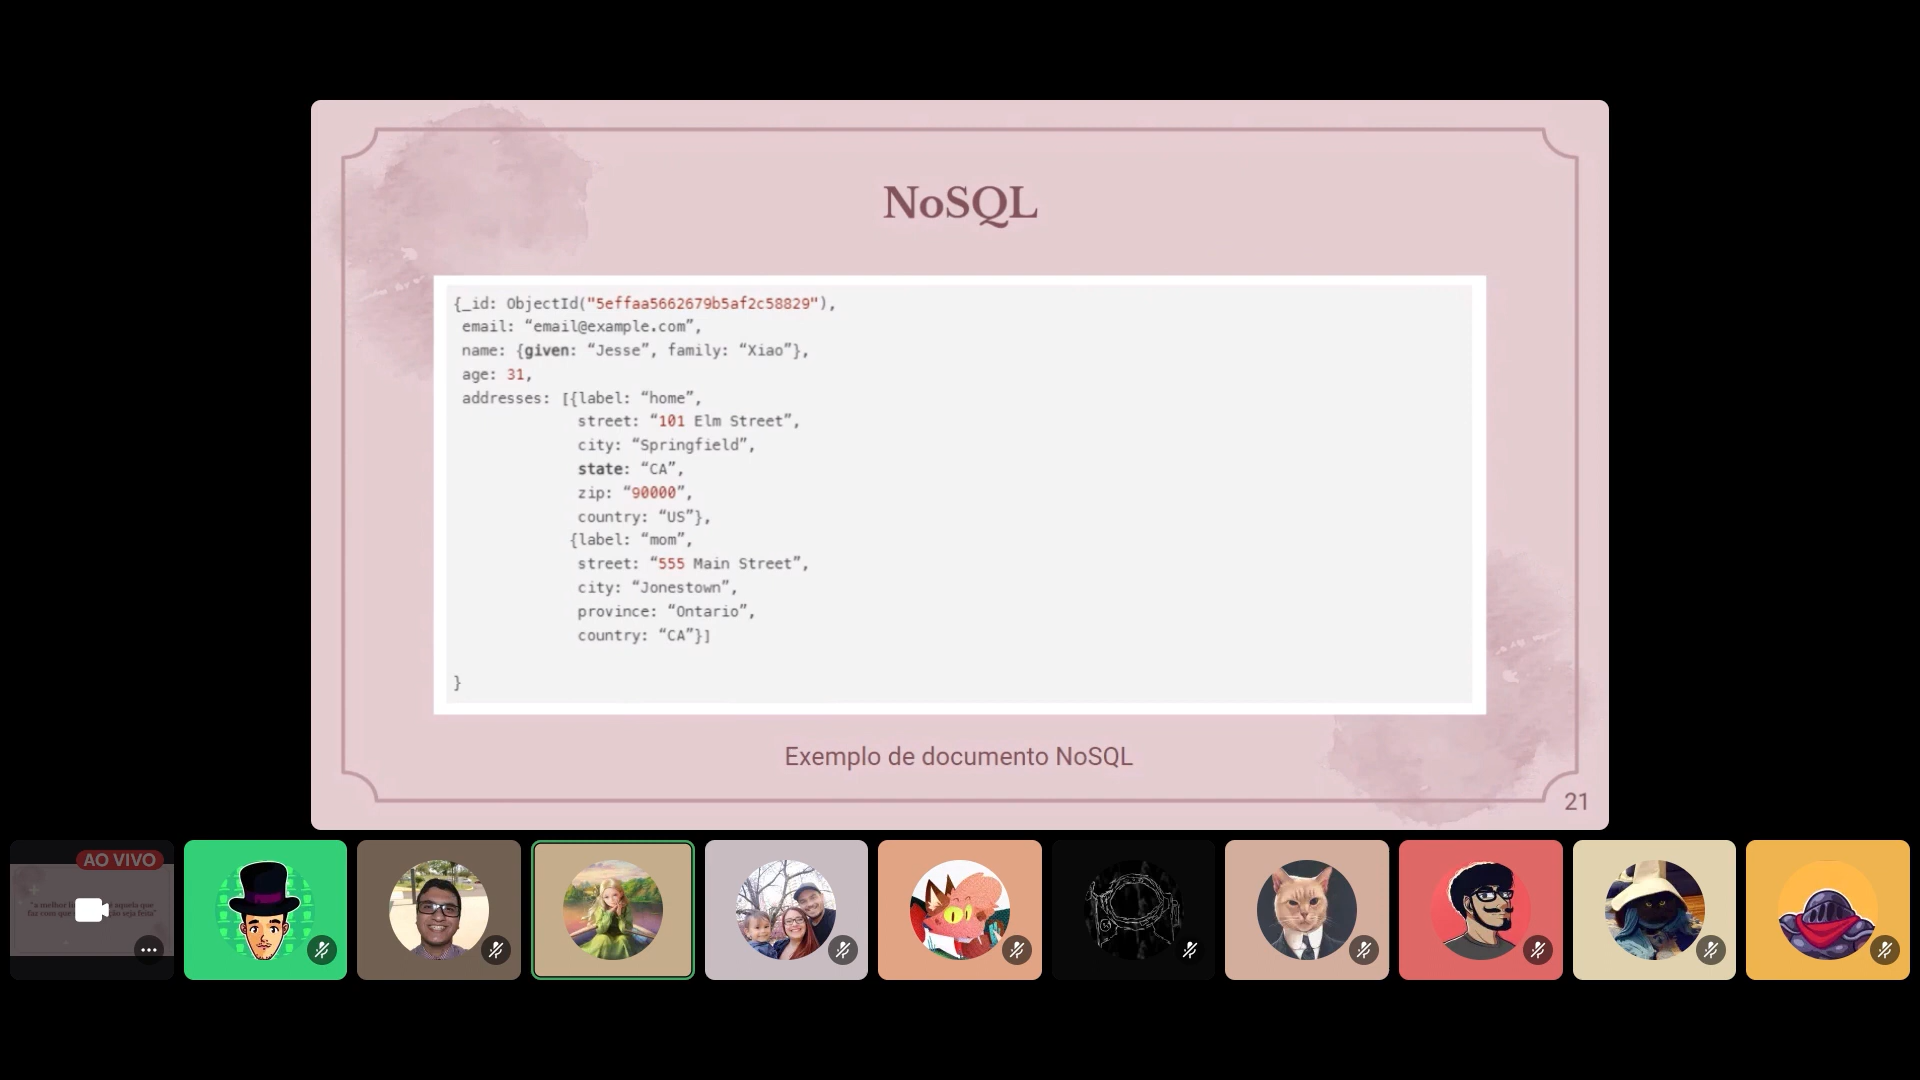 NoSQL
{_id: ObjectId("5effaa5662679b5af2c58829"),
email: “email@example.com”,
name: {given: “Jesse”, family: “Xiao”},
age: 31,
addresses: [{label: “home”,
street: “101 Elm Street”,
city: “Springfield”,
state: “CA”,
zip: “90000”,
country: “US”},
{label: “mom”,
street: “555 Main Street”,
city: “Jonestown”,
province: “Ontario”,
country: “CA”}]
}
Exemplo de documento NoSQL
21
AO VIVO